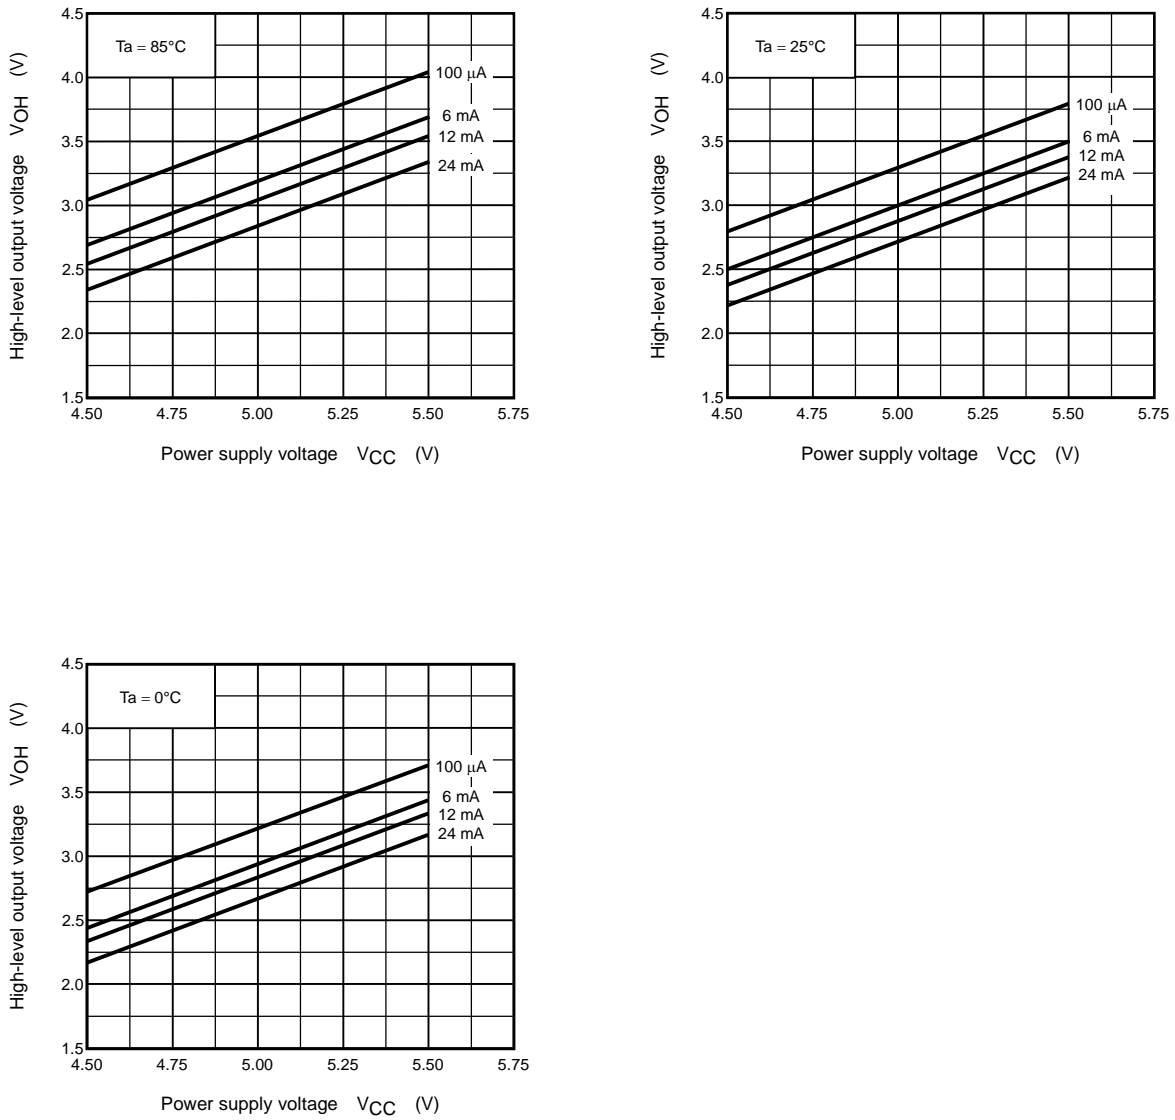 4.5
4.0
3.5
3.0
2.5
2.0
1.5
High-level output voltage VOH (V)
Ta = 85°C
100 μA
6 mA
12 mA
24 mA
4.50 4.75 5.00 5.25 5.50 5.75
Power supply voltage VCC (V)
4.5
4.0
3.5
3.0
2.5
2.0
1.5
High-level output voltage VOH (V)
Ta = 25°C
100 μA
6 mA
12 mA
24 mA
4.50 4.75 5.00 5.25 5.50 5.75
Power supply voltage VCC (V)
4.5
4.0
3.5
3.0
2.5
2.0
1.5
High-level output voltage VOH (V)
Ta = 0°C
100 μA
6 mA
12 mA
24 mA
4.50 4.75 5.00 5.25 5.50 5.75
Power supply voltage VCC (V)